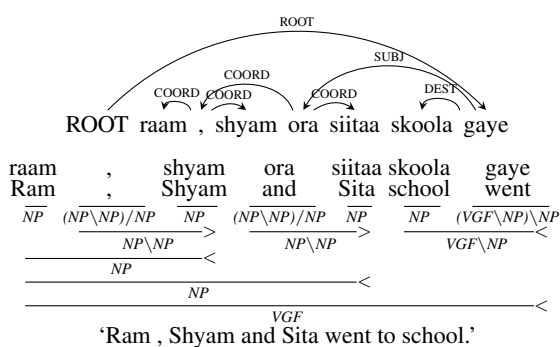 ROOT
SUBJ
COORD COORD COORD COORD DEST
ROOT raam , shyam ora siitaa skoola gaye
raam , shyam ora siitaa skoola gaye
Ram , Shyam and Sita school went
NP (NP\NP)/NP NP (NP\NP)/NP NP NP (VGF\NP)\NP
> > <
NP\NP NP\NP VGF\NP
<
NP
<
NP
<
VGF
‘Ram , Shyam and Sita went to school.’